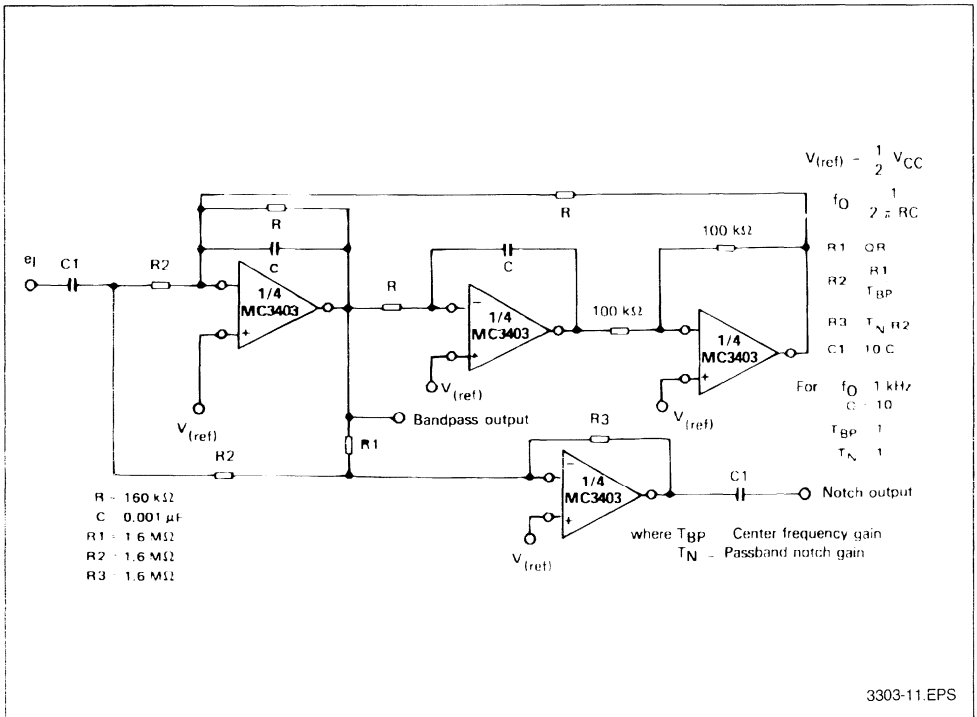 V(ref) = 1/2 VCC
fO 1/2 π RC
R1 QR
R2 R1/TBP
R3 TN R2
C1 10 C
For fO 1 kHz
Q 10
TBP 1
TN 1
R
R
C
eI
C1
R2
1/4
MC3403
+
V(ref)
R
C
–
1/4
MC3403
+
V(ref)
100 kΩ
100 kΩ
1/4
MC3403
+
V(ref)
Bandpass output
R1
R2
R3
–
1/4
MC3403
+
V(ref)
C1
Notch output
where TBP Center frequency gain
TN Passband notch gain
R 160 kΩ
C 0.001 µF
R1 1.6 MΩ
R2 1.6 MΩ
R3 1.6 MΩ
3303-11.EPS